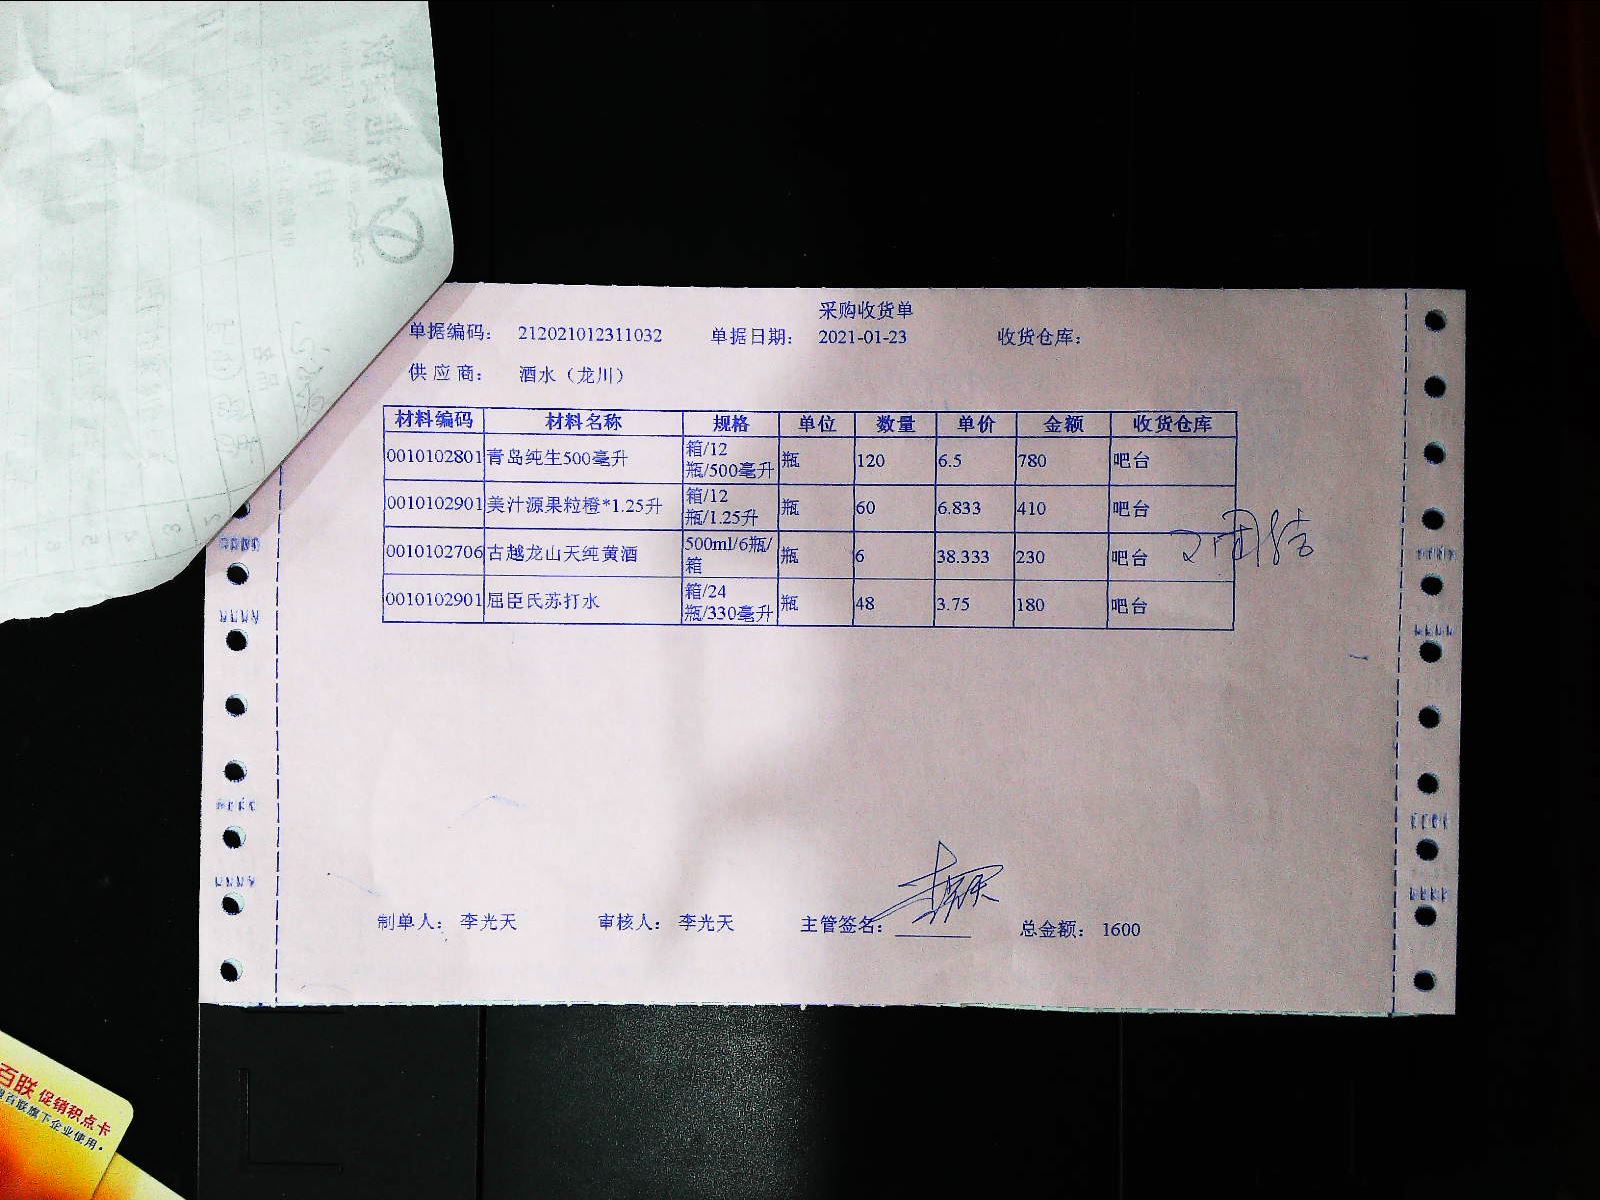 采购收货单
单据编码： 212021012311032 单据日期： 2021-01-23 收货仓库：
供应商： 酒水（龙川）
材料编码 材料名称 规格 单位 数量 单价 金额 收货仓库
0010102801 青岛纯生500毫升 箱/12瓶/500毫升 瓶 120 6.5 780 吧台
0010102901 美汁源果粒橙*1.25升 箱/12瓶/1.25升 瓶 60 6.833 410 吧台
0010102706 古越龙山天纯黄酒 500ml/6瓶/箱 瓶 6 38.333 230 吧台
0010102901 屈臣氏苏打水 箱/24瓶/330毫升 瓶 48 3.75 180 吧台
制单人： 李光天 审核人： 李光天 主管签名： 总金额： 1600
百联 促销积点卡
百联旗下企业使用。